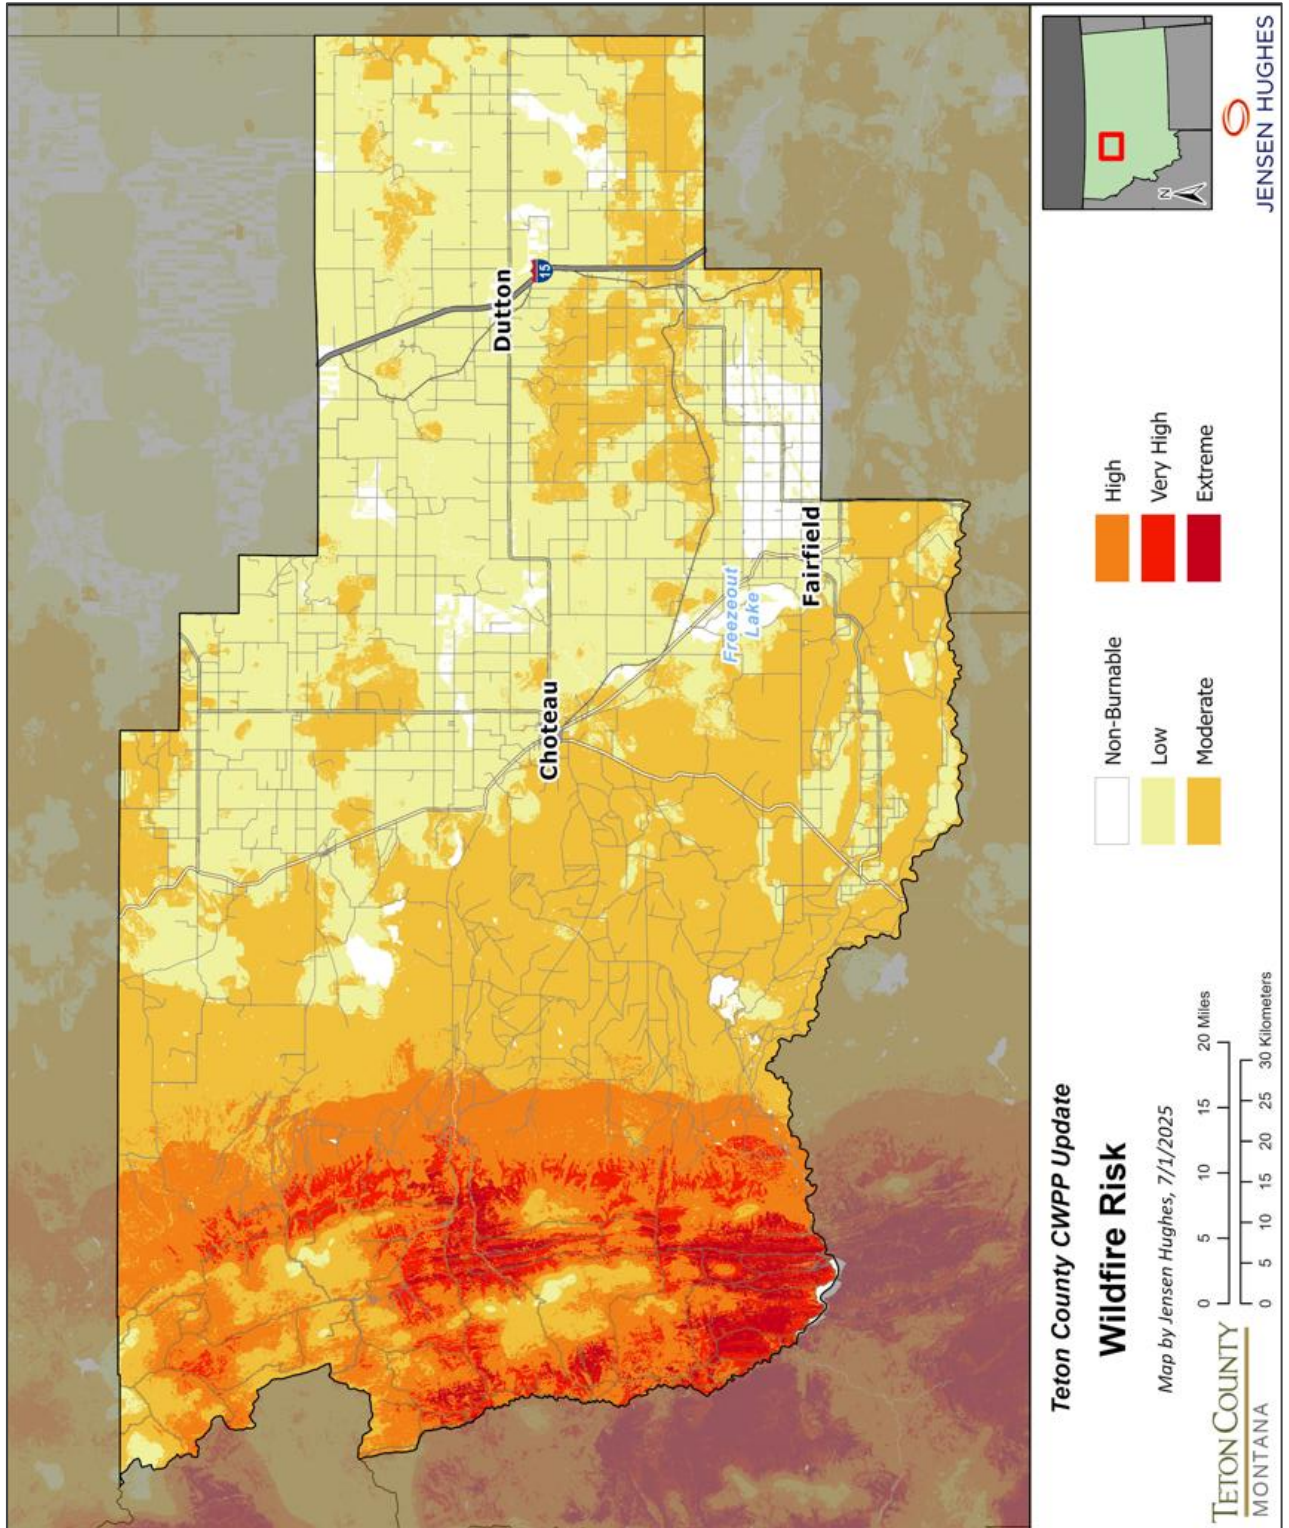 Dutton
15
Choteau
Freezeout
Lake
Fairfield
Teton County CWPP Update
Wildfire Risk
Map by Jensen Hughes, 7/1/2025
0 5 10 15 20 Miles
0 5 10 15 20 25 30 Kilometers
TETON COUNTY
MONTANA
Non-Burnable
Low
Moderate
High
Very High
Extreme
N
JENSEN HUGHES